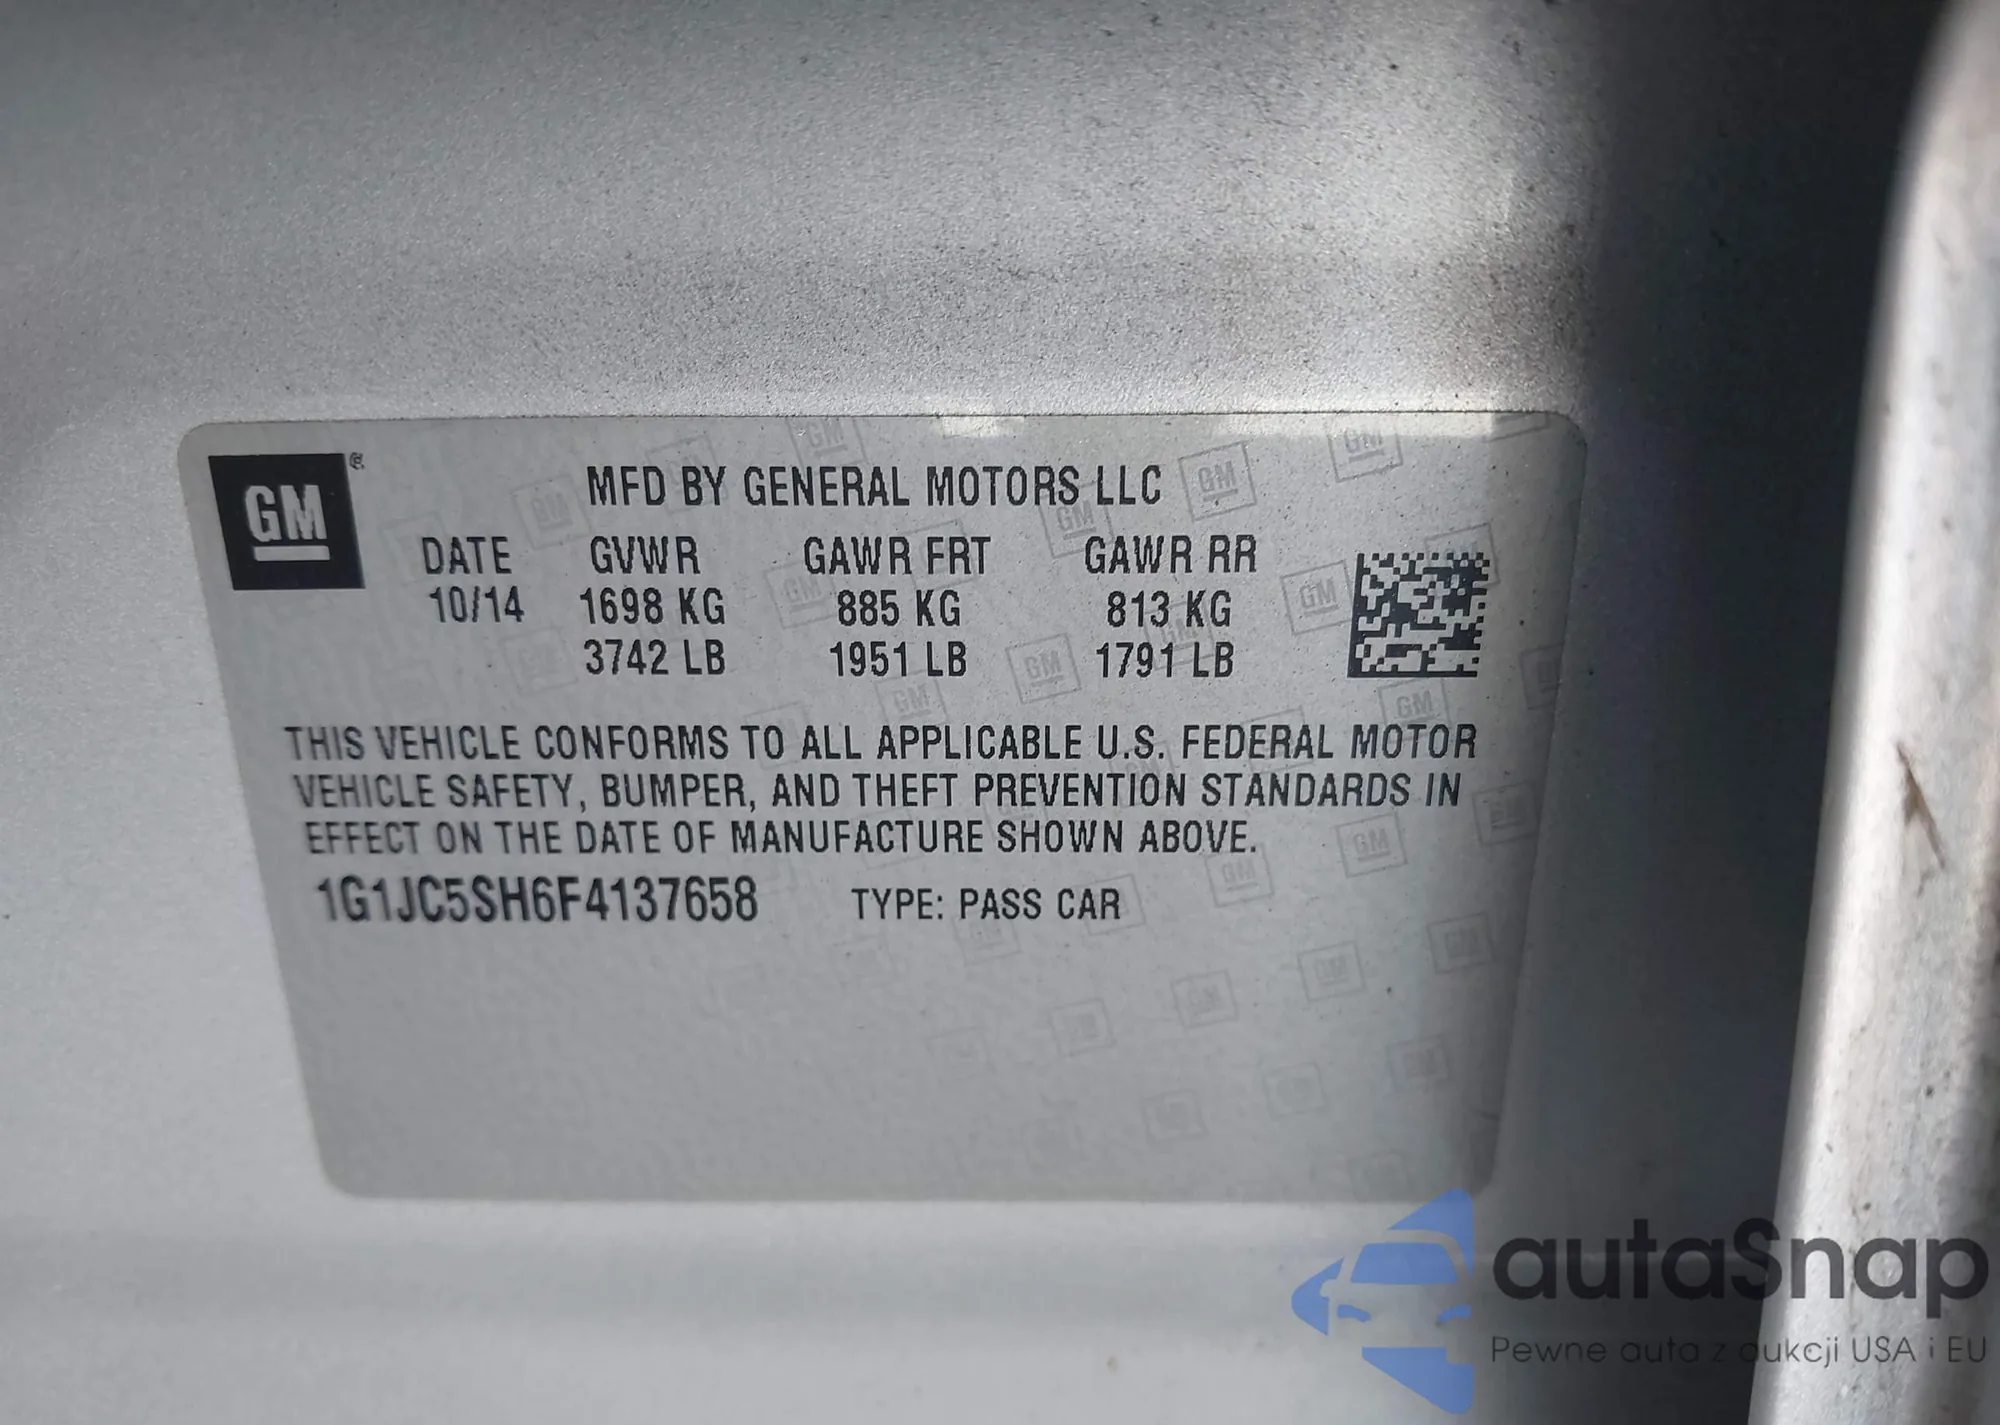 GM
MFD BY GENERAL MOTORS LLC
DATE GVWR GAWR FRT GAWR RR
10/14 1698 KG 885 KG 813 KG
3742 LB 1951 LB 1791 LB
THIS VEHICLE CONFORMS TO ALL APPLICABLE U.S. FEDERAL MOTOR
VEHICLE SAFETY, BUMPER, AND THEFT PREVENTION STANDARDS IN
EFFECT ON THE DATE OF MANUFACTURE SHOWN ABOVE.
1G1JC5SH6F4137658 TYPE: PASS CAR
autaSnap
Pewne auta z aukcji USA i EU